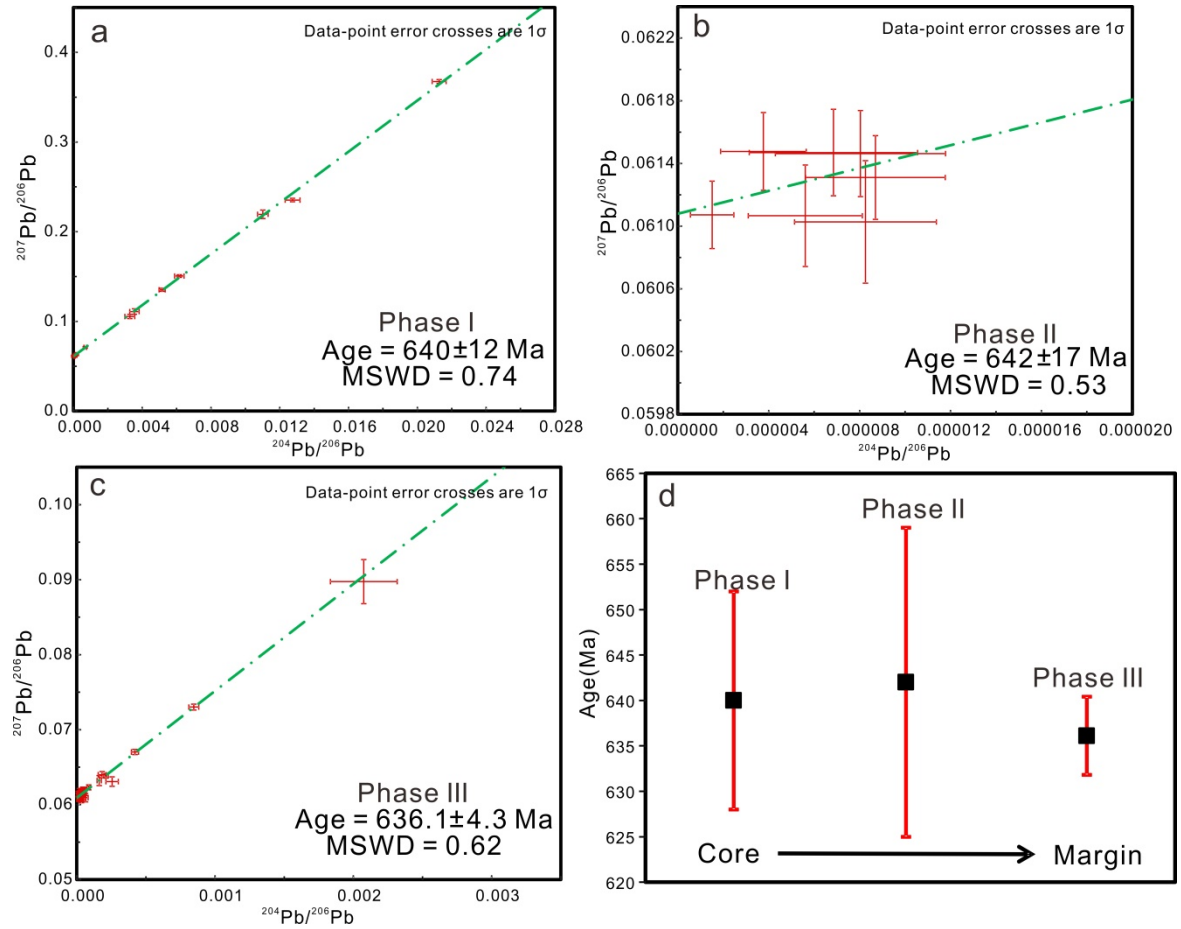 a
Data-point error crosses are 1σ
0.4
0.3
0.2
0.1
0.0
²⁰⁷Pb/²⁰⁶Pb
Phase I
Age = 640±12 Ma
MSWD = 0.74
0.000 0.004 0.008 0.012 0.016 0.020 0.024 0.028
²⁰⁴Pb/²⁰⁶Pb
b
Data-point error crosses are 1σ
0.0622
0.0618
0.0614
0.0610
0.0606
0.0602
0.0598
²⁰⁷Pb/²⁰⁶Pb
Phase II
Age = 642±17 Ma
MSWD = 0.53
0.000000 0.000004 0.000008 0.000012 0.000016 0.000020
²⁰⁴Pb/²⁰⁶Pb
c
Data-point error crosses are 1σ
0.10
0.09
0.08
0.07
0.06
0.05
²⁰⁷Pb/²⁰⁶Pb
Phase III
Age = 636.1±4.3 Ma
MSWD = 0.62
0.000 0.001 0.002 0.003
²⁰⁴Pb/²⁰⁶Pb
d
665
660
655
650
645
640
635
630
625
620
Age(Ma)
Phase I
Phase II
Phase III
Core
Margin